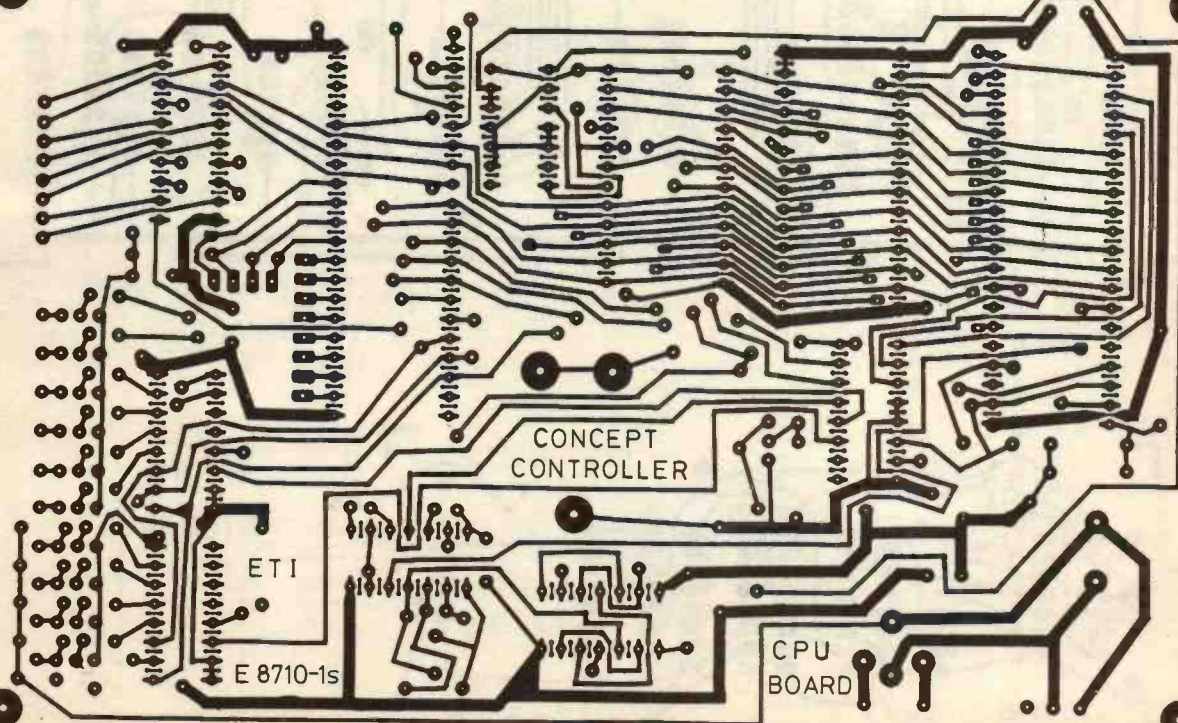 CONCEPT
CONTROLLER
ETI
E 8710-1s
CPU
BOARD